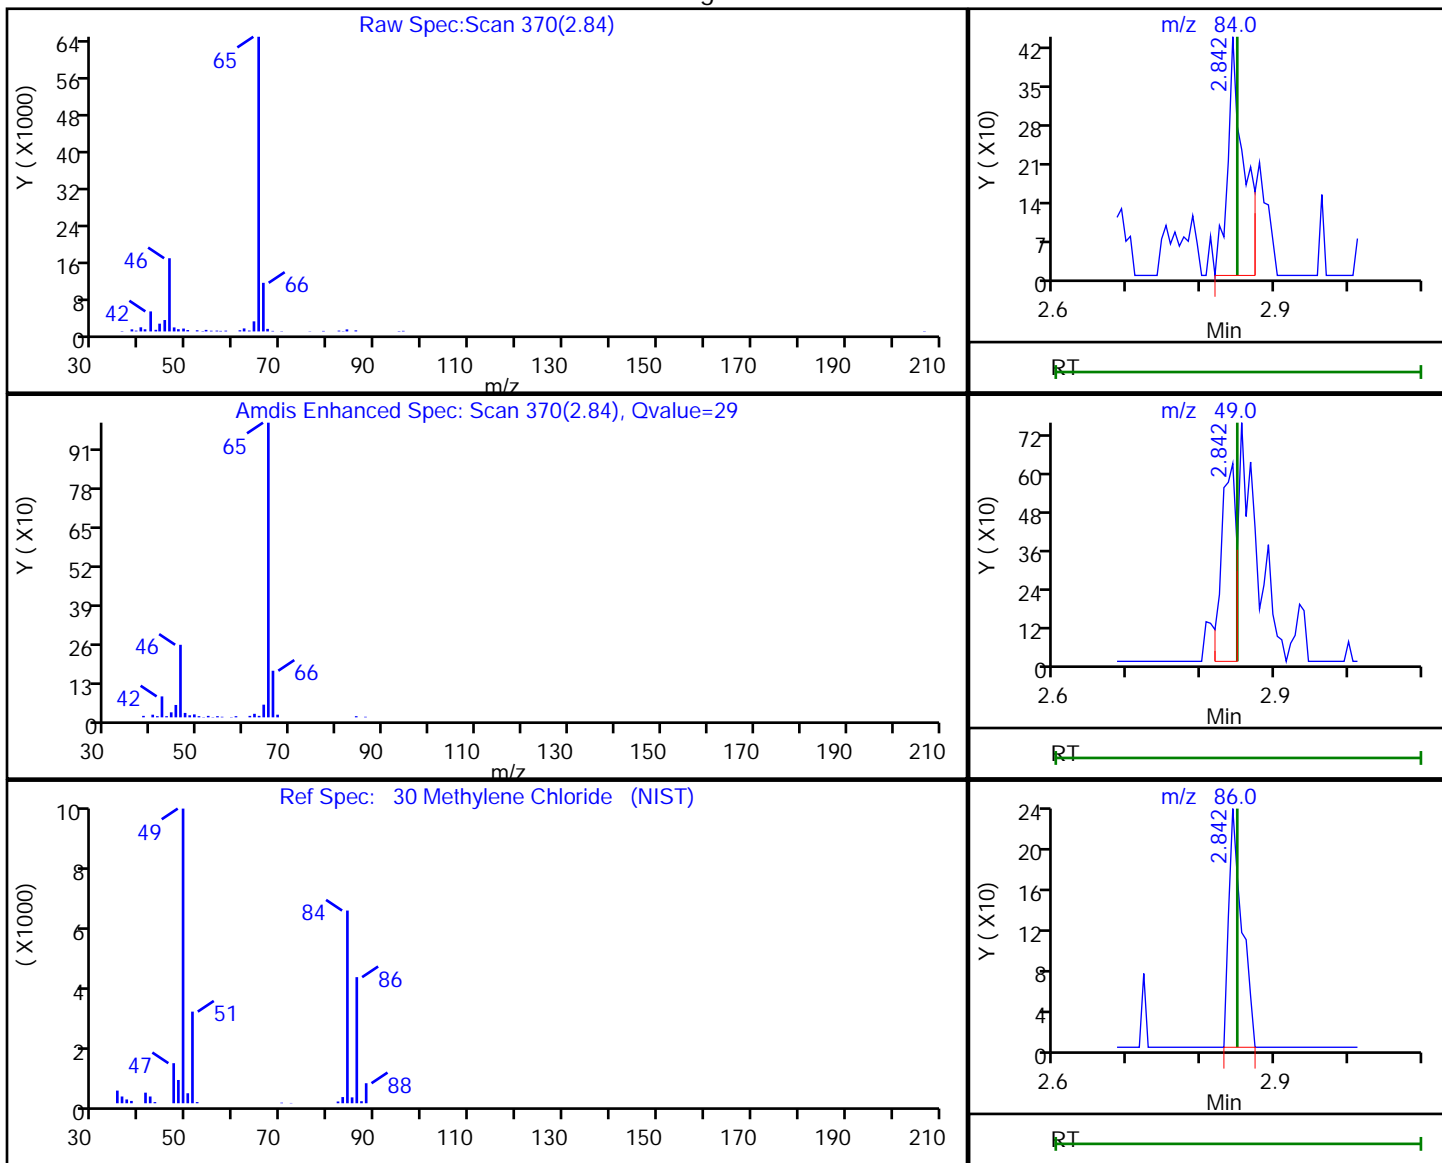 Raw Spec:Scan 370(2.84)
Y ( X1000)
64
56
48
40
32
24
16
8
0
65
46
42
66
30 50 70 90 110 130 150 170 190 210
m/z
m/z 84.0
Y ( X10)
42
35
28
21
14
7
0
2.842
2.6 2.9
Min
RT
Amdis Enhanced Spec: Scan 370(2.84), Qvalue=29
Y ( X10)
91
78
65
52
39
26
13
0
65
46
42
66
30 50 70 90 110 130 150 170 190 210
m/z
m/z 49.0
Y ( X10)
72
60
48
36
24
12
0
2.842
2.6 2.9
Min
RT
Ref Spec: 30 Methylene Chloride (NIST)
( X1000)
10
8
6
4
2
0
49
84
86
51
47
88
30 50 70 90 110 130 150 170 190 210
m/z 86.0
Y ( X10)
24
20
16
12
8
4
0
2.842
2.6 2.9
Min
RT